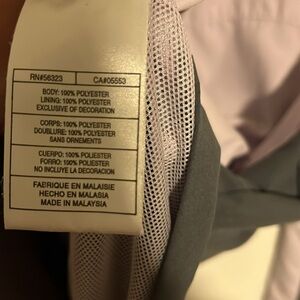 RN#56323 CA#05553
BODY: 100% POLYESTER
LINING: 100% POLYESTER
EXCLUSIVE OF DECORATION
CORPS: 100% POLYESTER
DOUBLURE: 100% POLYESTER
SANS ORNEMENTS
CUERPO: 100% POLIESTER
FORRO: 100% POLIESTER
NO INCLUYE LA DECORACION
FABRIQUE EN MALAISIE
HECHO EN MALASIA
MADE IN MALAYSIA